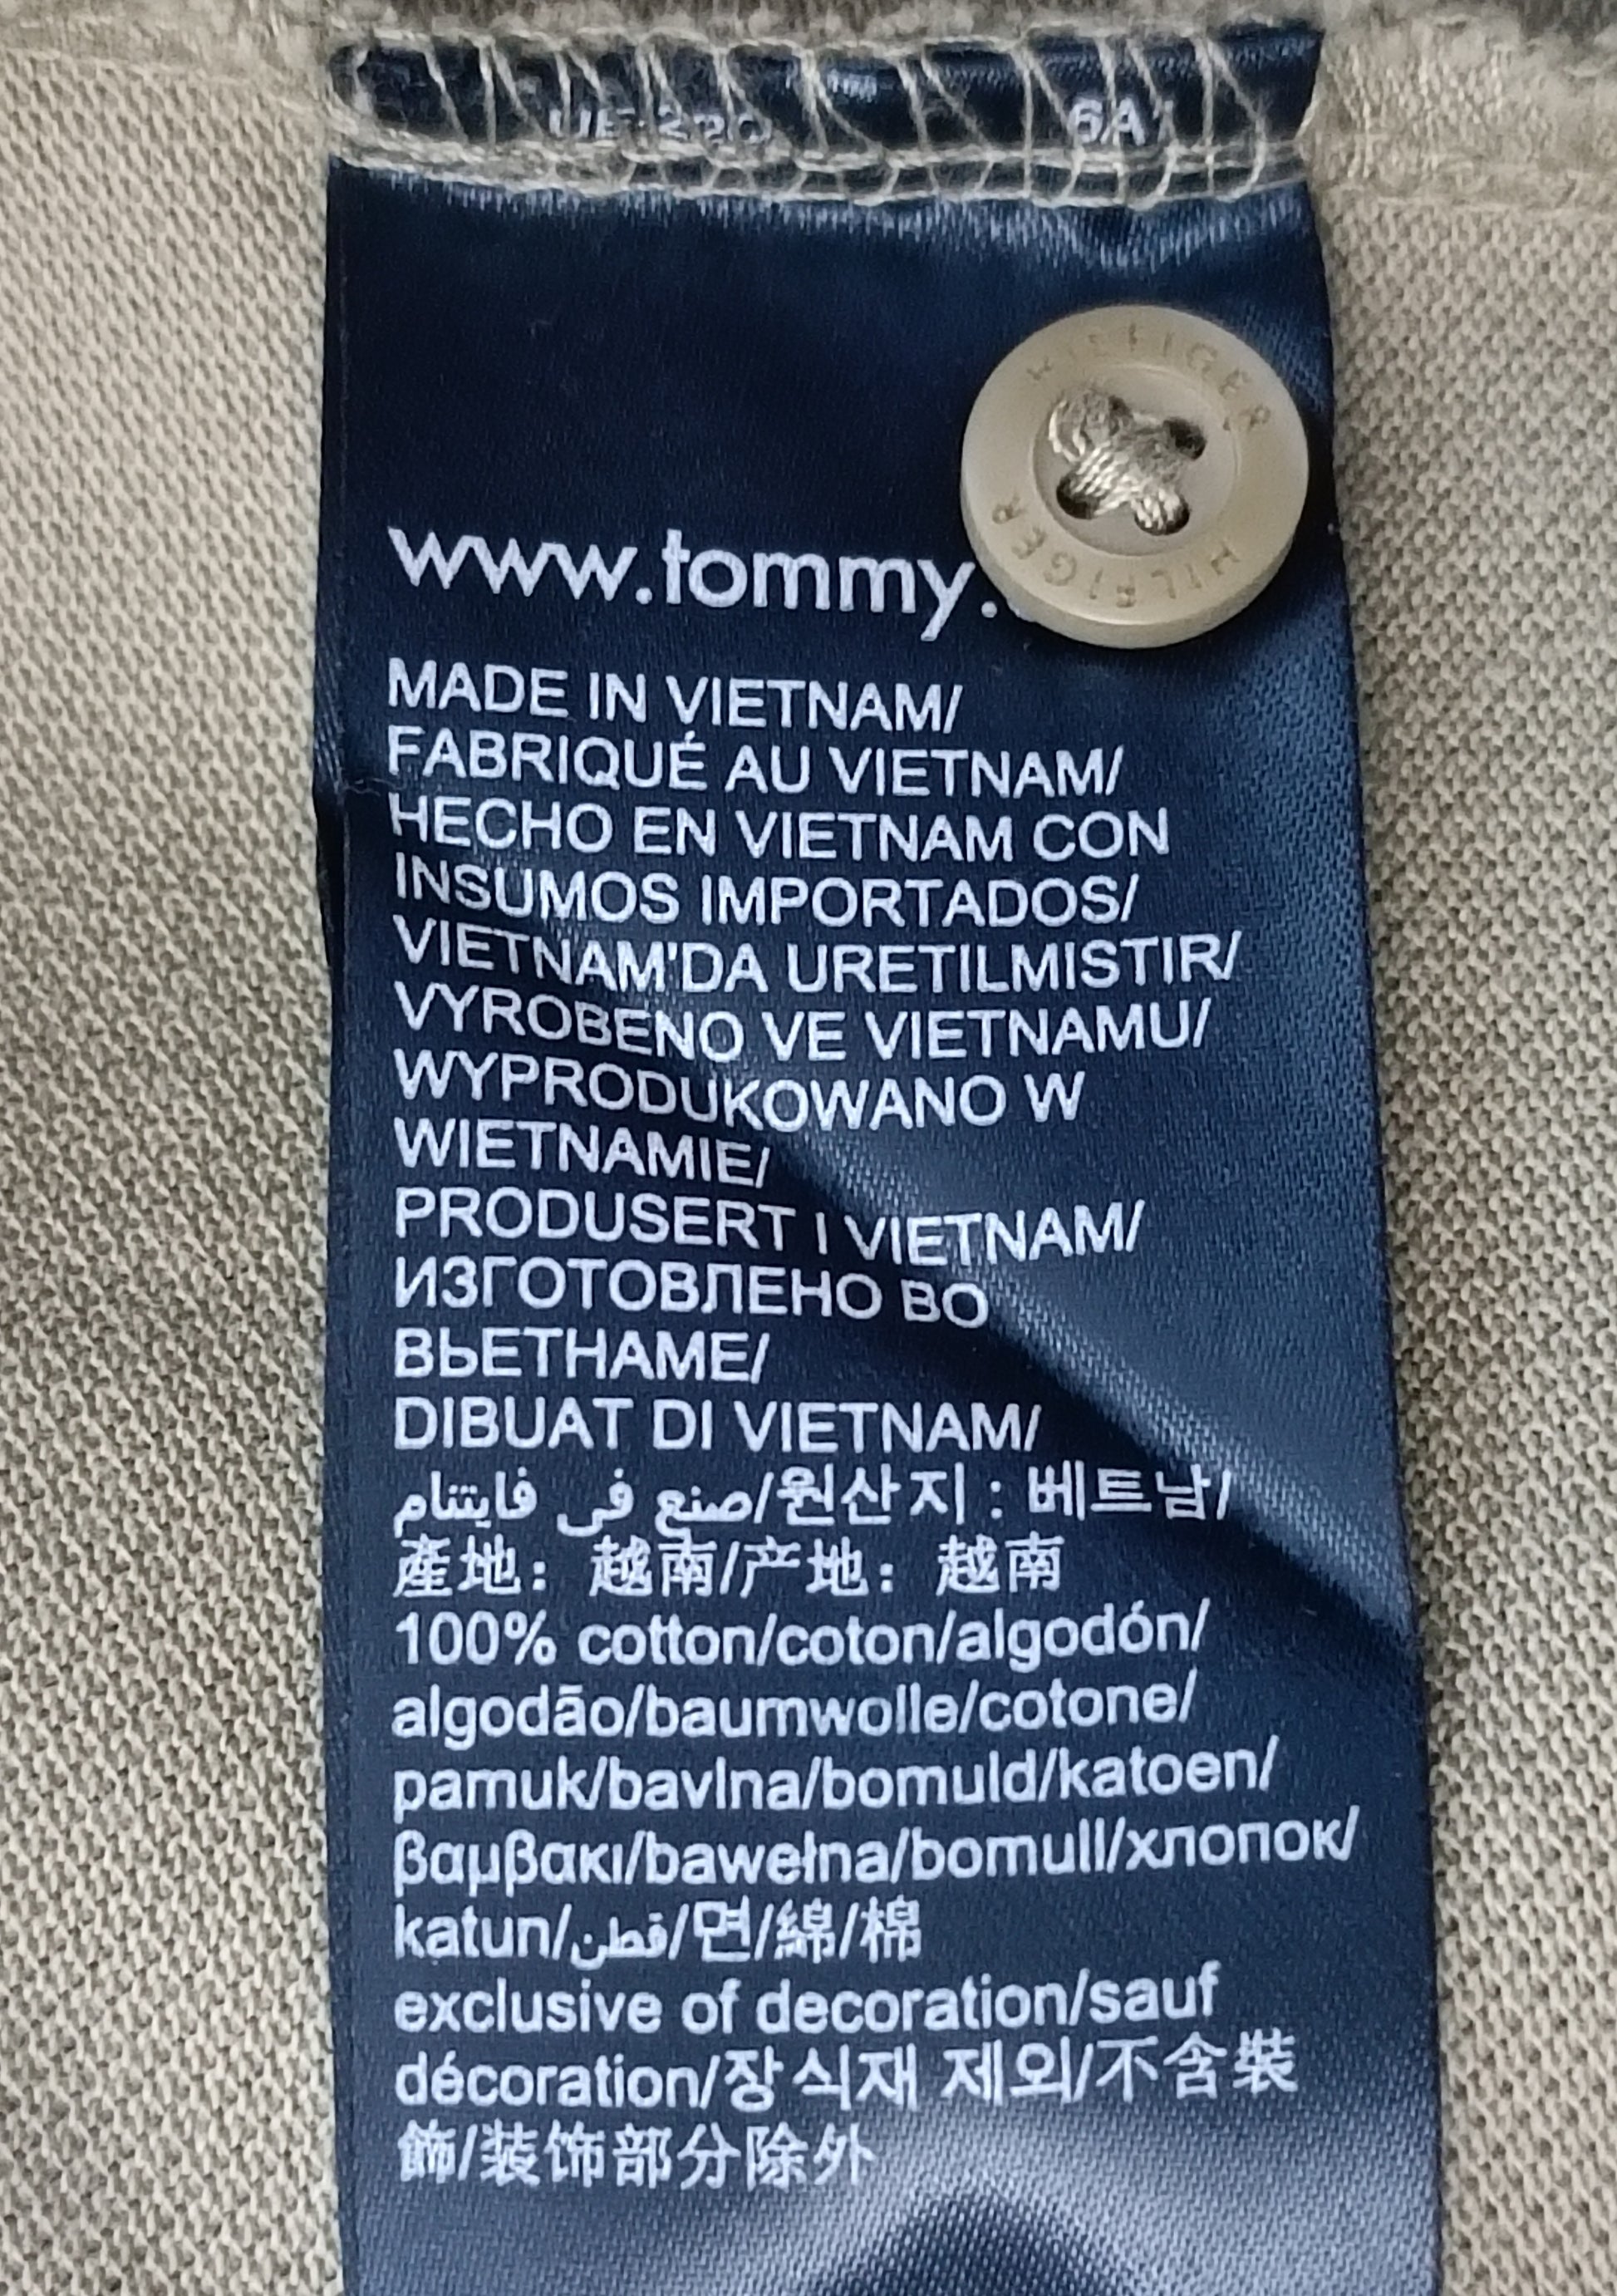 6A
HILFIGER
HILFIGER
www.tommy.
MADE IN VIETNAM/
FABRIQUÉ AU VIETNAM/
HECHO EN VIETNAM CON
INSUMOS IMPORTADOS/
VIETNAM'DA URETILMISTIR/
VYROBENO VE VIETNAMU/
WYPRODUKOWANO W
WIETNAMIE/
PRODUSERT I VIETNAM/
ИЗГОТОВЛЕНО ВО
ВЬЕТНАМЕ/
DIBUAT DI VIETNAM/
صنع فى فايتنام/원산지 : 베트남/
產地：越南/产地：越南
100% cotton/coton/algodón/
algodão/baumwolle/cotone/
pamuk/bavlna/bomuld/katoen/
βαμβακι/bawełna/bomull/хлопок/
katun/قطن/면/綿/棉
exclusive of decoration/sauf
décoration/장식재 제외/不含裝
飾/装饰部分除外